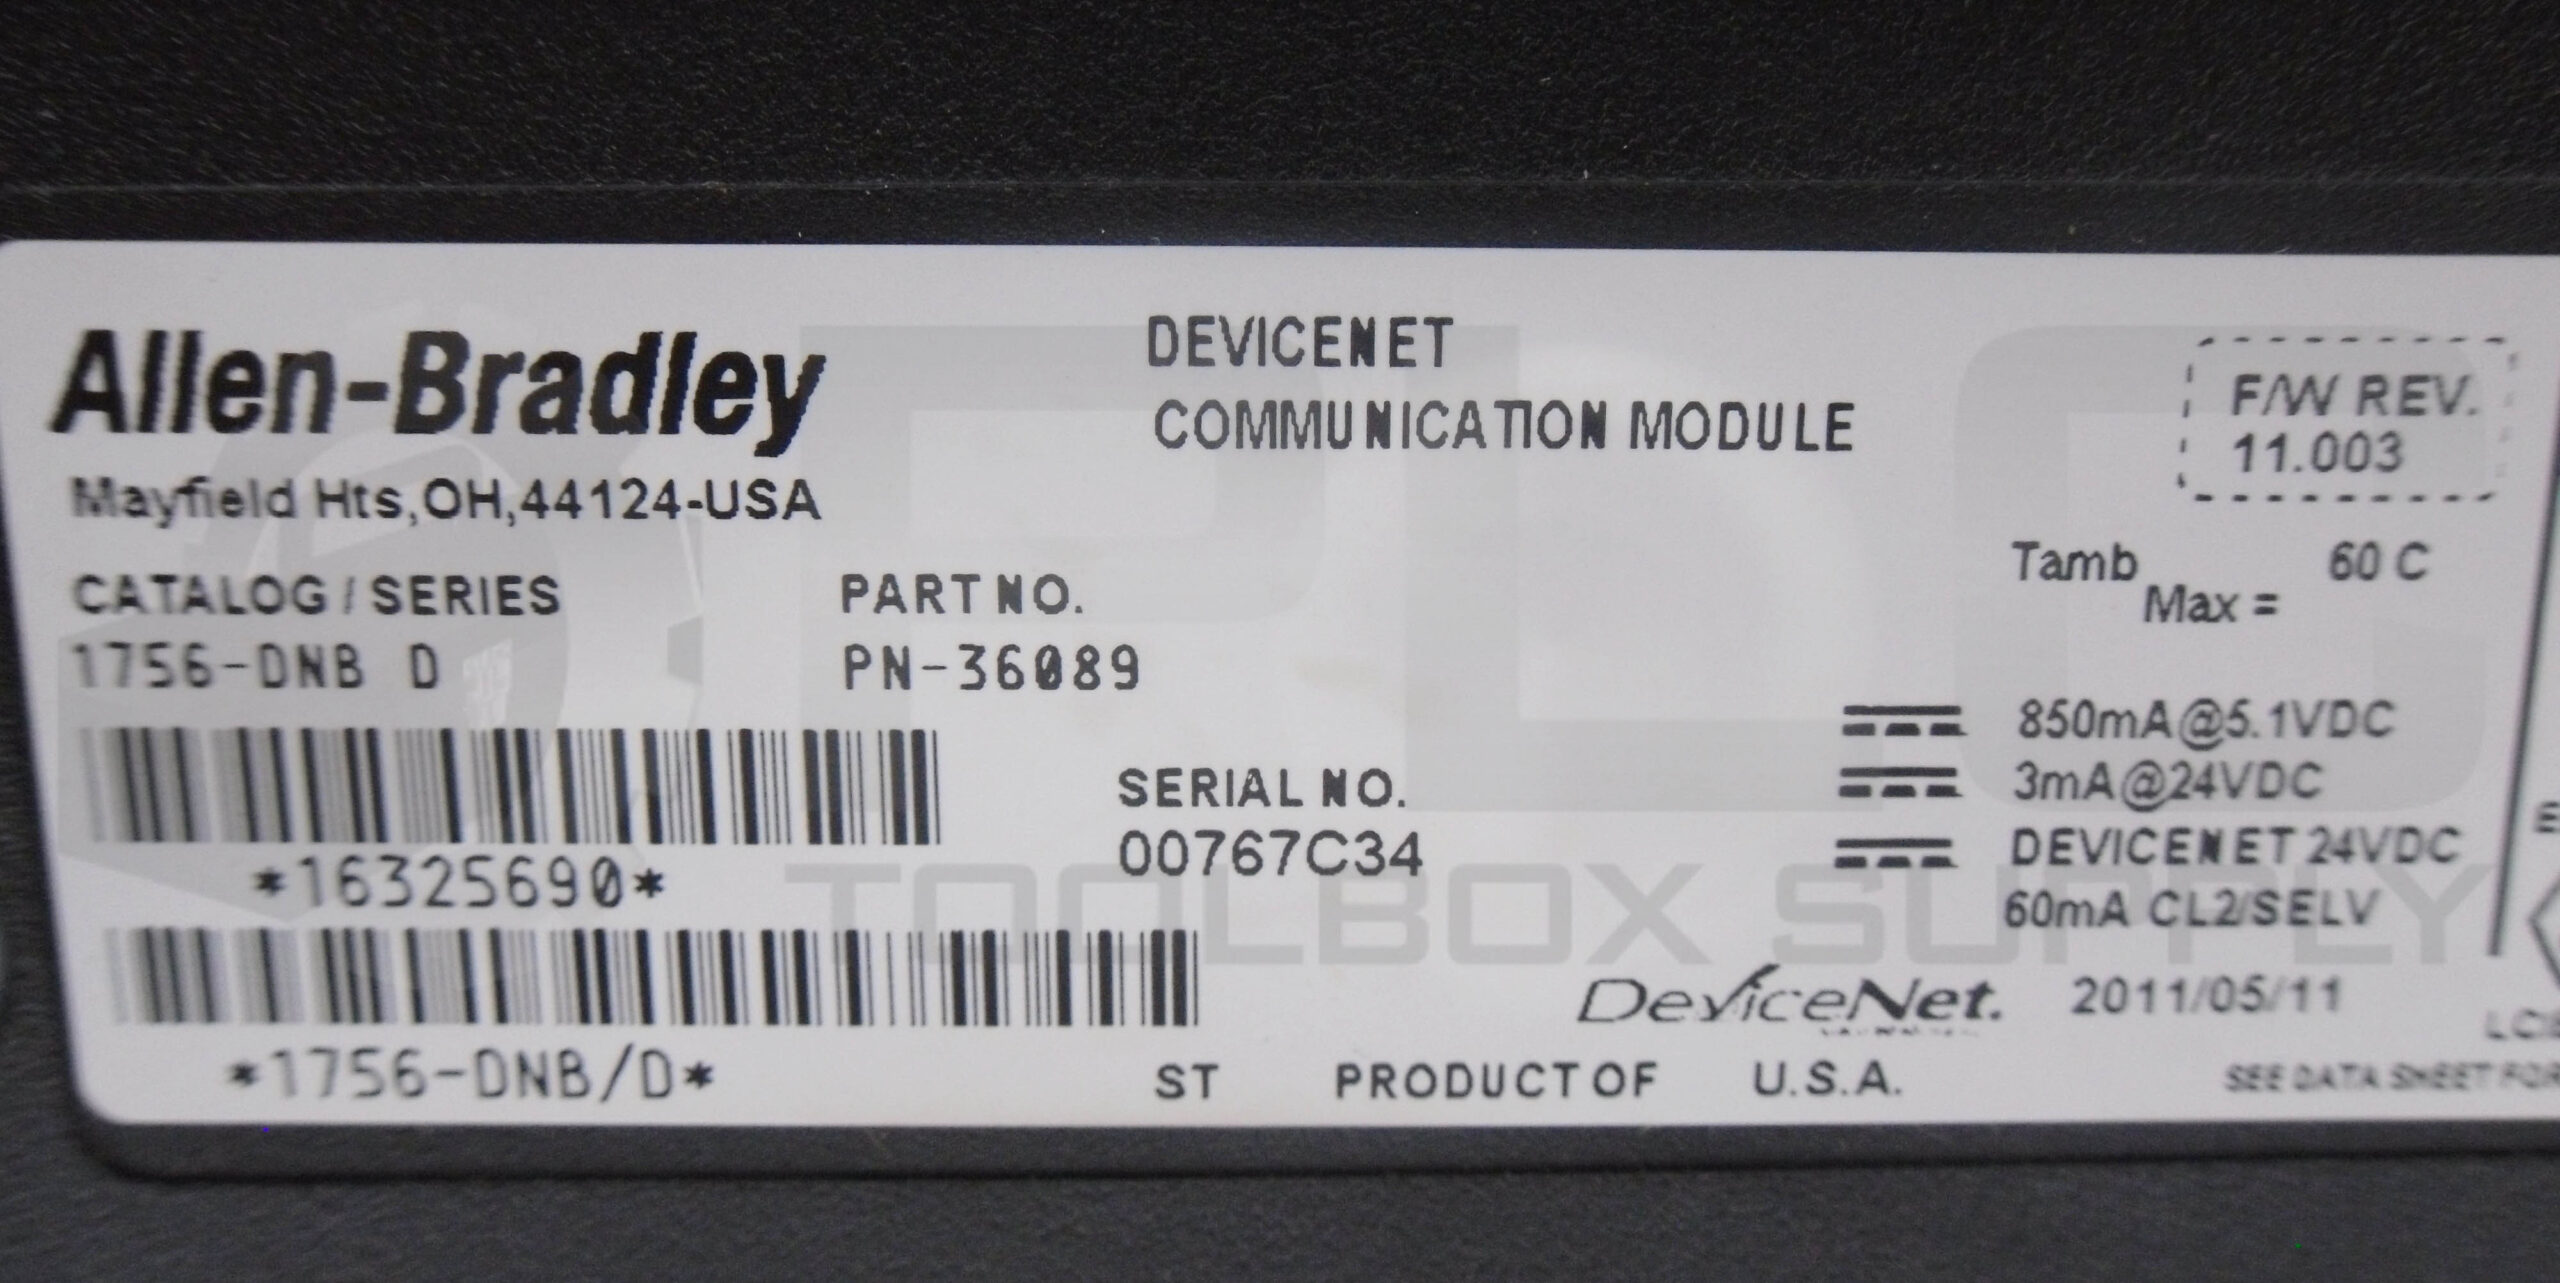 Allen-Bradley
Mayfield Hts,OH,44124-USA
DEVICENET
COMMUNICATION MODULE
F/W REV.
11.003
CATALOG / SERIES
1756-DNB D
PART NO.
PN-36089
Tamb
Max =
60 C
*16325690*
SERIAL NO.
00767C34
850mA@5.1VDC
3mA@24VDC
DEVICENET 24VDC
60mA CL2/SELV
*1756-DNB/D*
DeviceNet.
2011/05/11
ST PRODUCT OF U.S.A.
SEE DATA SHEET FOR
PLC
TOOLBOX SUPPLY